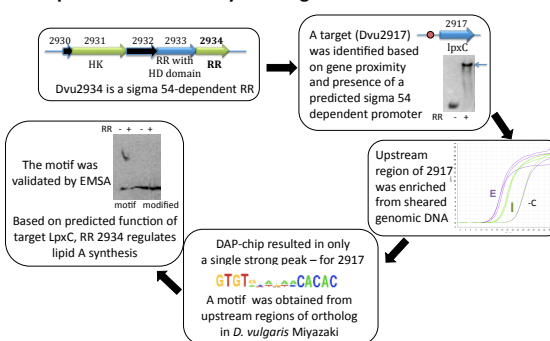 2930 2931 2932 2933 2934
HK RR with RR
HD domain
Dvu2934 is a sigma 54-dependent RR
A target (Dvu2917)
was identified based
on gene proximity
and presence of a
predicted sigma 54
dependent promoter
2917
lpxC
RR - +
Upstream
region of 2917
was enriched
from sheared
genomic DNA
E I -C
DAP-chip resulted in only
a single strong peak – for 2917
GTGT CACAC
A motif was obtained from
upstream regions of ortholog
in D. vulgaris Miyazaki
RR - + - +
The motif was
validated by EMSA
motif modified
Based on predicted function of
target LpxC, RR 2934 regulates
lipid A synthesis